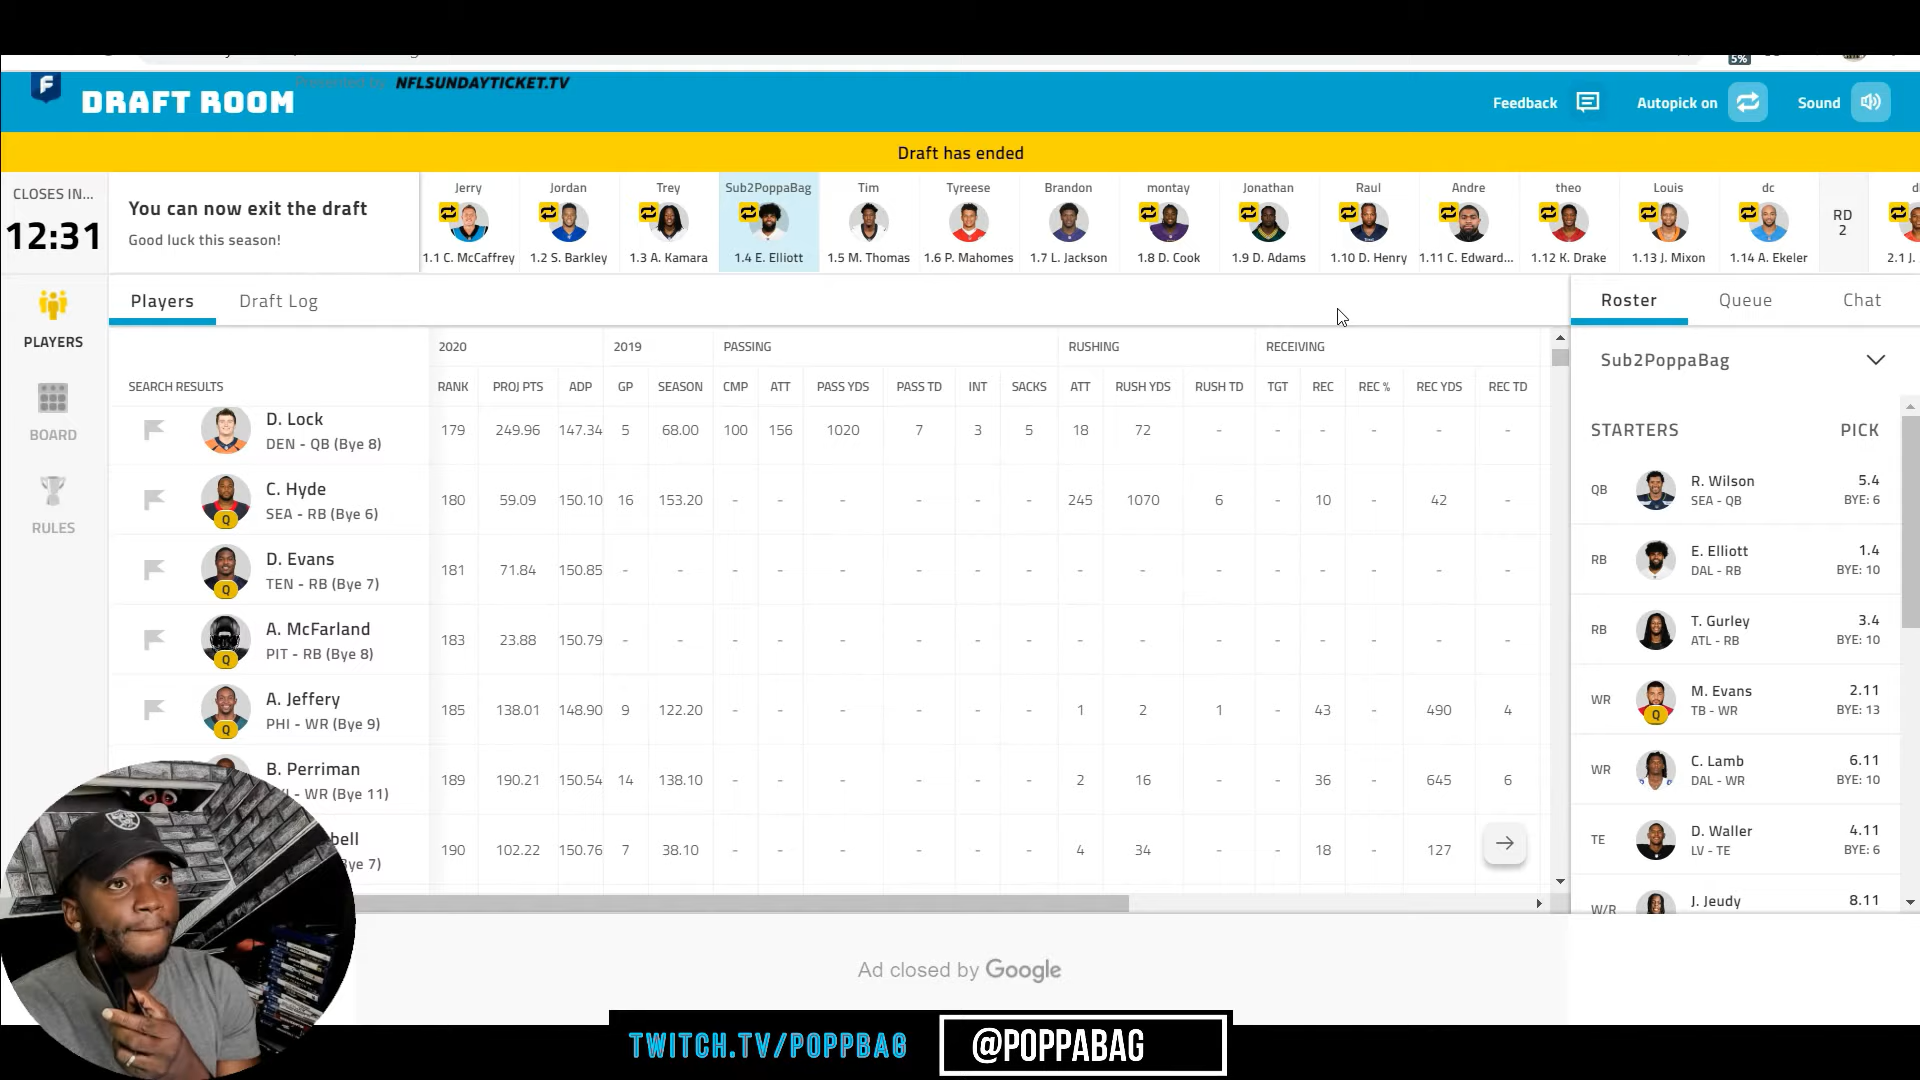 5%
F
DRAFT ROOM
NFLSUNDAYTICKET.TV
Feedback
Autopick on
Sound
Draft has ended
CLOSES IN...
12:31
You can now exit the draft
Good luck this season!
Jerry
1.1 C. McCaffrey
Jordan
1.2 S. Barkley
Trey
1.3 A. Kamara
Sub2PoppaBag
1.4 E. Elliott
Tim
1.5 M. Thomas
Tyreese
1.6 P. Mahomes
Brandon
1.7 L. Jackson
montay
1.8 D. Cook
Jonathan
1.9 D. Adams
Raul
1.10 D. Henry
Andre
1.11 C. Edward...
theo
1.12 K. Drake
Louis
1.13 J. Mixon
dc
1.14 A. Ekeler
RD
2
2.1 J.
PLAYERS
BOARD
RULES
Players Draft Log
2020 2019 PASSING RUSHING RECEIVING
SEARCH RESULTS RANK PROJ PTS ADP GP SEASON CMP ATT PASS YDS PASS TD INT SACKS ATT RUSH YDS RUSH TD TGT REC REC % REC YDS REC TD
D. Lock
DEN - QB (Bye 8)
179 249.96 147.34 5 68.00 100 156 1020 7 3 5 18 72 - - - - - -
C. Hyde
SEA - RB (Bye 6)
Q
180 59.09 150.10 16 153.20 - - - - - - 245 1070 6 - 10 - 42 -
D. Evans
TEN - RB (Bye 7)
Q
181 71.84 150.85 - - - - - - - - - - - - - - - -
A. McFarland
PIT - RB (Bye 8)
Q
183 23.88 150.79 - - - - - - - - - - - - - - - -
A. Jeffery
PHI - WR (Bye 9)
Q
185 138.01 148.90 9 122.20 - - - - - - 1 2 1 - 43 - 490 4
B. Perriman
- WR (Bye 11)
189 190.21 150.54 14 138.10 - - - - - - 2 16 - - 36 - 645 6
bell
ye 7)
190 102.22 150.76 7 38.10 - - - - - - 4 34 - - 18 - 127
Roster Queue Chat
Sub2PoppaBag
STARTERS PICK
QB R. Wilson 5.4
SEA - QB BYE: 6
RB E. Elliott 1.4
DAL - RB BYE: 10
RB T. Gurley 3.4
ATL - RB BYE: 10
WR M. Evans 2.11
Q TB - WR BYE: 13
WR C. Lamb 6.11
DAL - WR BYE: 10
TE D. Waller 4.11
LV - TE BYE: 6
W/R J. Jeudy 8.11
Ad closed by Google
TWITCH.TV/POPPBAG
@POPPABAG